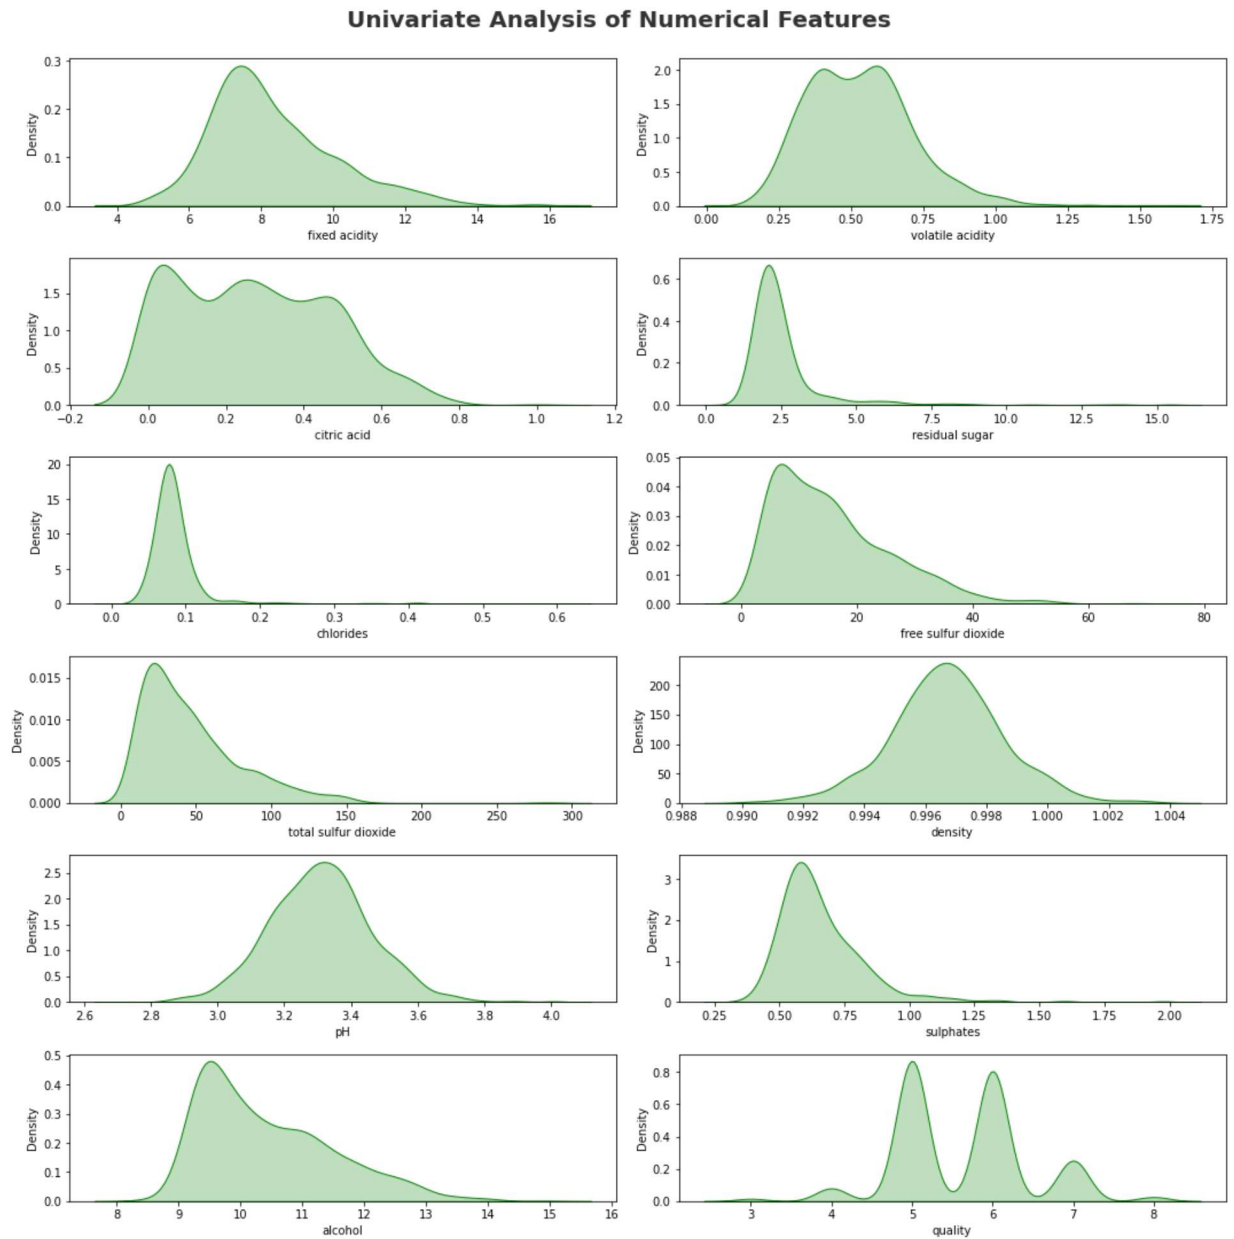 Univariate Analysis of Numerical Features
0.3
0.2
0.1
0.0
Density
4 6 8 10 12 14 16
fixed acidity
2.0
1.5
1.0
0.5
0.0
Density
0.00 0.25 0.50 0.75 1.00 1.25 1.50 1.75
volatile acidity
1.5
1.0
0.5
0.0
Density
−0.2 0.0 0.2 0.4 0.6 0.8 1.0 1.2
citric acid
0.6
0.4
0.2
0.0
Density
0.0 2.5 5.0 7.5 10.0 12.5 15.0
residual sugar
20
15
10
5
0
Density
0.0 0.1 0.2 0.3 0.4 0.5 0.6
chlorides
0.05
0.04
0.03
0.02
0.01
0.00
Density
0 20 40 60 80
free sulfur dioxide
0.015
0.010
0.005
0.000
Density
0 50 100 150 200 250 300
total sulfur dioxide
200
150
100
50
0
Density
0.988 0.990 0.992 0.994 0.996 0.998 1.000 1.002 1.004
density
2.5
2.0
1.5
1.0
0.5
0.0
Density
2.6 2.8 3.0 3.2 3.4 3.6 3.8 4.0
pH
3
2
1
0
Density
0.25 0.50 0.75 1.00 1.25 1.50 1.75 2.00
sulphates
0.5
0.4
0.3
0.2
0.1
0.0
Density
8 9 10 11 12 13 14 15 16
alcohol
0.8
0.6
0.4
0.2
0.0
Density
3 4 5 6 7 8
quality